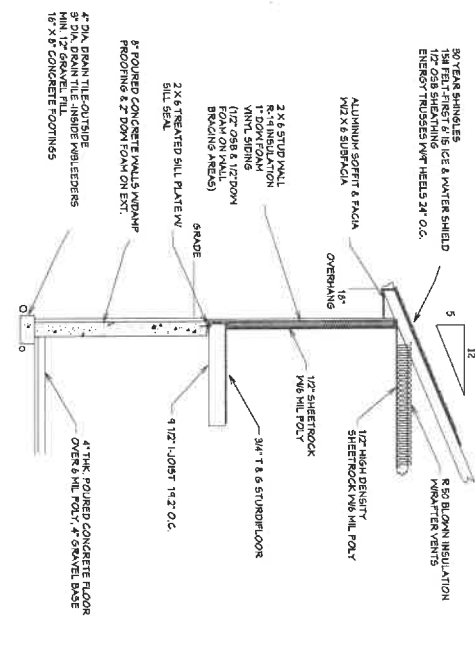 30 YEAR SHINGLES
15# FELT-FIRST 6' IS ICE & WATER SHIELD
1/2" OSB SHEATHING
ENERGY TRUSSES W/ HEELS 24" O.C.
ALUMINUM SOFFIT & FACIA
W/2 X 6 SUBFACIA
2 X 6 STUD WALL
R-19 INSULATION
1" DOW FOAM
VINYL SIDING
(1/2" OSB & 1/2" DOW
FOAM ON WALL
BRACING AREAS)
2 X 6 TREATED SILL PLATE W/
SILL SEAL
8" POURED CONCRETE WALLS W/DAMP
PROOFING & 2" DOW FOAM ON EXT.
4" DIA. DRAIN TILE-OUTSIDE
3" DIA. DRAIN TILE-INSIDE W/BLEEDERS
MIN. 12" GRAVEL FILL
16" X 8" CONCRETE FOOTINGS
GRADE
18"
OVERHANG
5
12
R 50 BLOWN INSULATION
W/RAFTER VENTS
1/2" HIGH DENSITY
SHEETROCK W/6 MIL POLY
1/2" SHEETROCK
W/6 MIL POLY
3/4" T & G STURDIFLOOR
9 1/2" I-JOIST 19.2" O.C.
4" THK. POURED CONCRETE FLOOR
OVER 6 MIL POLY, 4" GRAVEL BASE